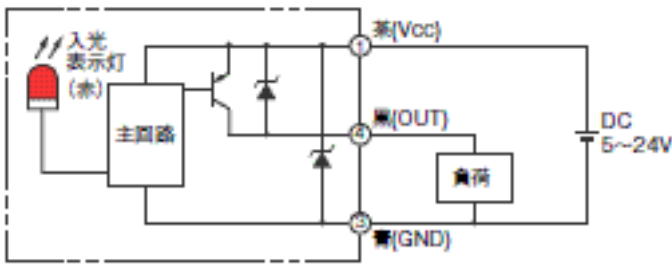 入光
表示灯
(赤)
主回路
①
茶(Vcc)
④
黒(OUT)
負荷
DC
5～24V
③
青(GND)